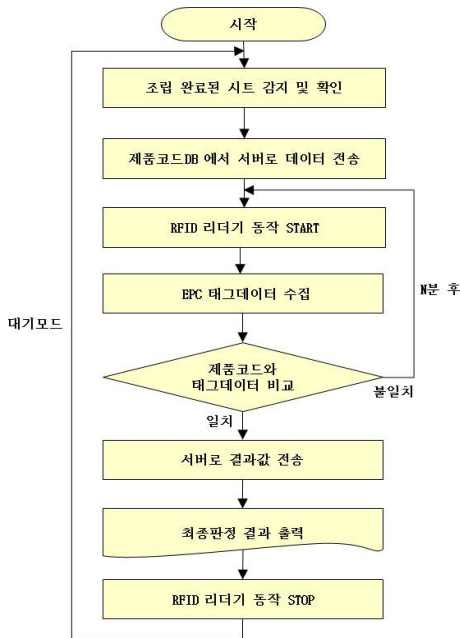 시작
조립 완료된 시트 감지 및 확인
제품코드DB 에서 서버로 데이터 전송
RFID 리더기 동작 START
EPC 태그데이터 수집
N분 후
대기모드
제품코드와
태그데이터 비교
불일치
일치
서버로 결과값 전송
최종판정 결과 출력
RFID 리더기 동작 STOP